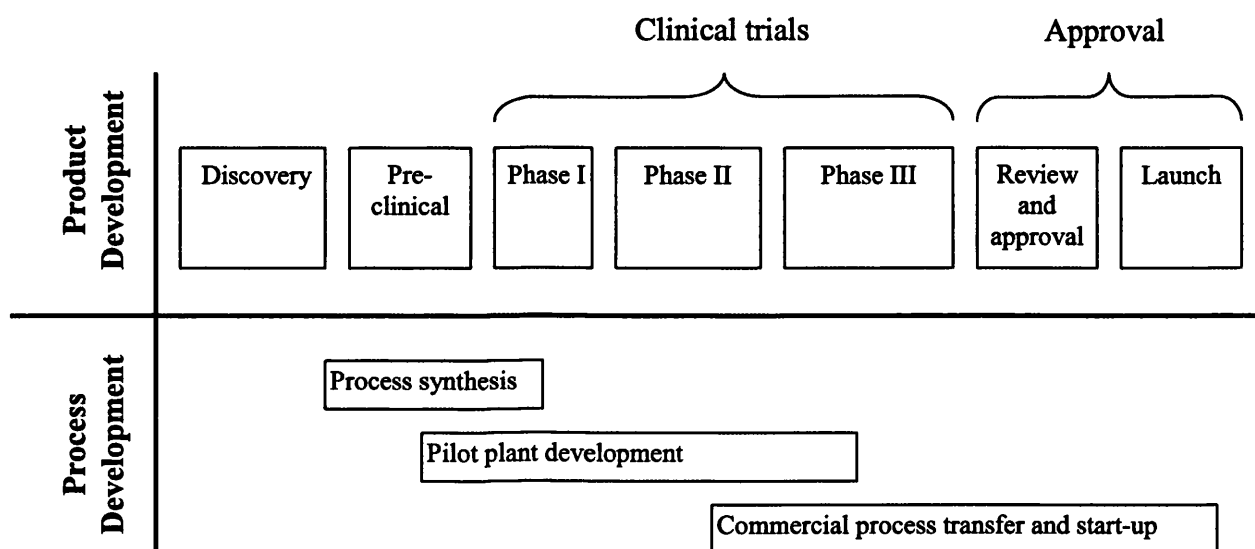 Clinical trials
Approval
Product
Development
Discovery
Pre-
clinical
Phase I
Phase II
Phase III
Review
and
approval
Launch
Process
Development
Process synthesis
Pilot plant development
Commercial process transfer and start-up